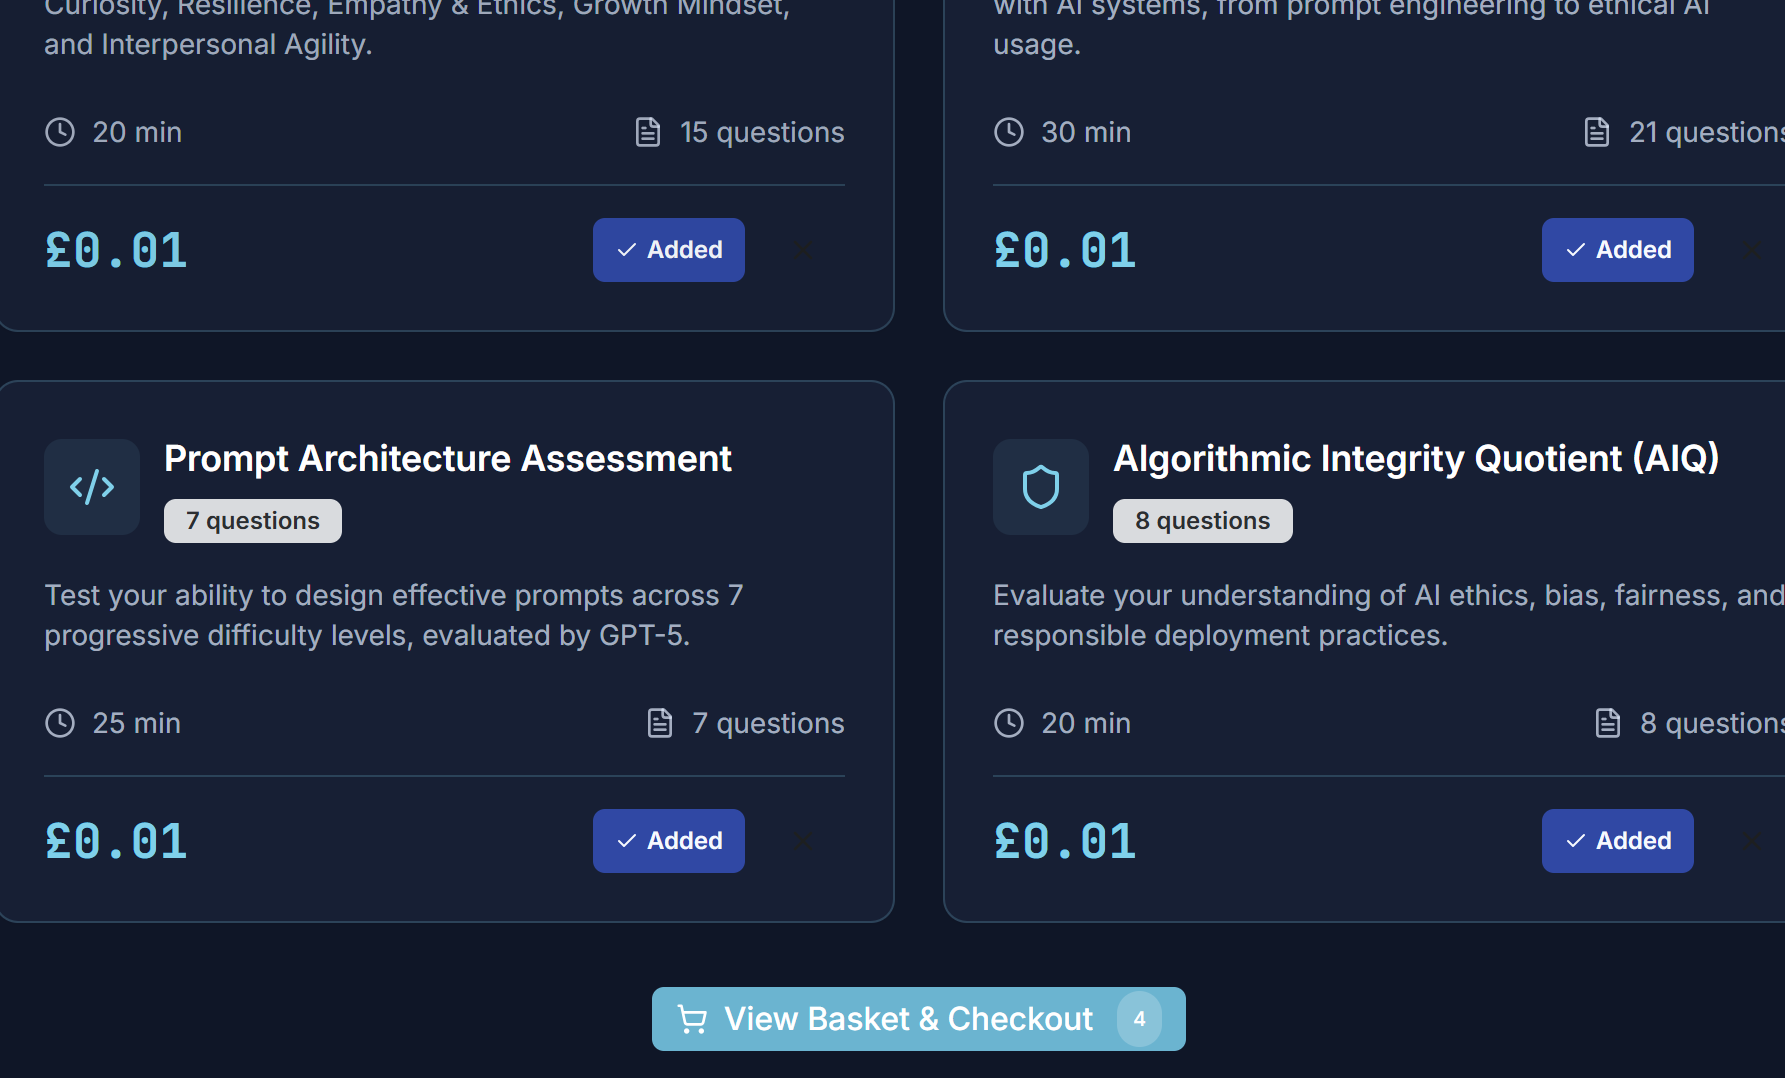 Curiosity, Resilience, Empathy & Ethics, Growth Mindset,
and Interpersonal Agility.
20 min
15 questions
£0.01
Added
with AI systems, from prompt engineering to ethical AI
usage.
30 min
21 questions
£0.01
Added
Prompt Architecture Assessment
7 questions
Test your ability to design effective prompts across 7
progressive difficulty levels, evaluated by GPT-5.
25 min
7 questions
£0.01
Added
Algorithmic Integrity Quotient (AIQ)
8 questions
Evaluate your understanding of AI ethics, bias, fairness, and
responsible deployment practices.
20 min
8 questions
£0.01
Added
View Basket & Checkout 4